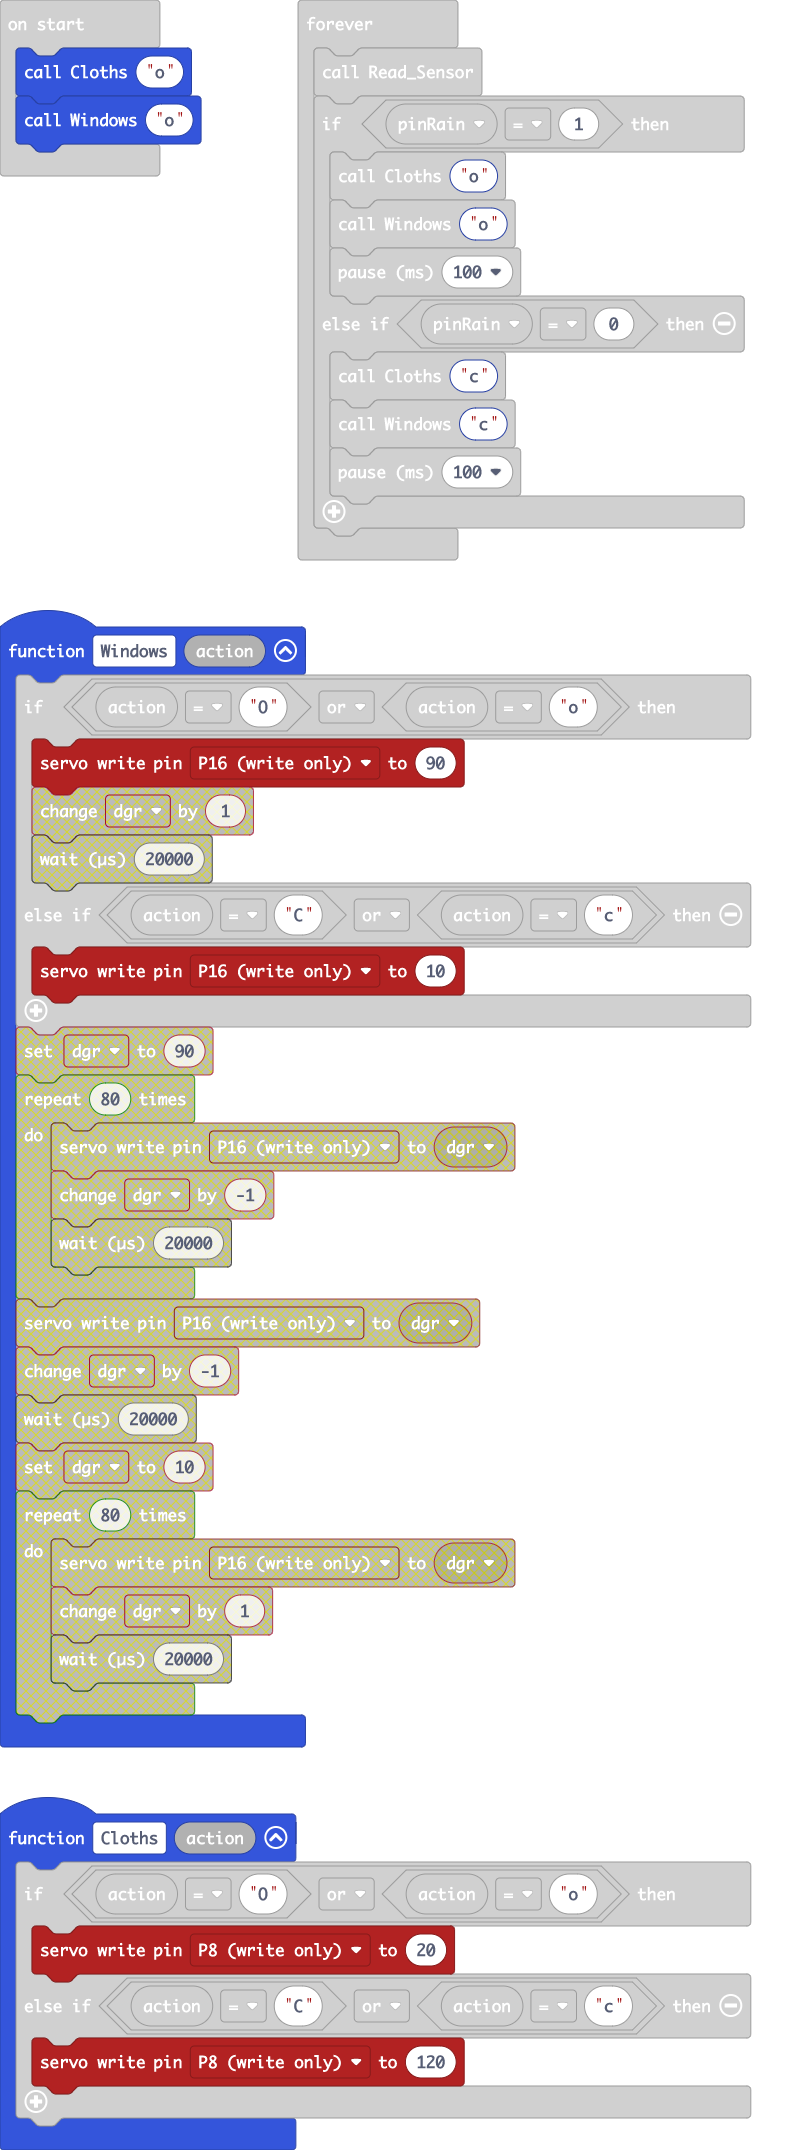 on start
call Cloths "o"
call Windows "o"
forever
call Read_Sensor
if pinRain = 1 then
call Cloths "o"
call Windows "o"
pause (ms) 100
else if pinRain = 0 then
call Cloths "c"
call Windows "c"
pause (ms) 100
function Windows action
if action = "O" or action = "o" then
servo write pin P16 (write only) to 90
change dgr by 1
wait (µs) 20000
else if action = "C" or action = "c" then
servo write pin P16 (write only) to 10
set dgr to 90
repeat 80 times
do servo write pin P16 (write only) to dgr
change dgr by -1
wait (µs) 20000
servo write pin P16 (write only) to dgr
change dgr by -1
wait (µs) 20000
set dgr to 10
repeat 80 times
do servo write pin P16 (write only) to dgr
change dgr by 1
wait (µs) 20000
function Cloths action
if action = "O" or action = "o" then
servo write pin P8 (write only) to 20
else if action = "C" or action = "c" then
servo write pin P8 (write only) to 120